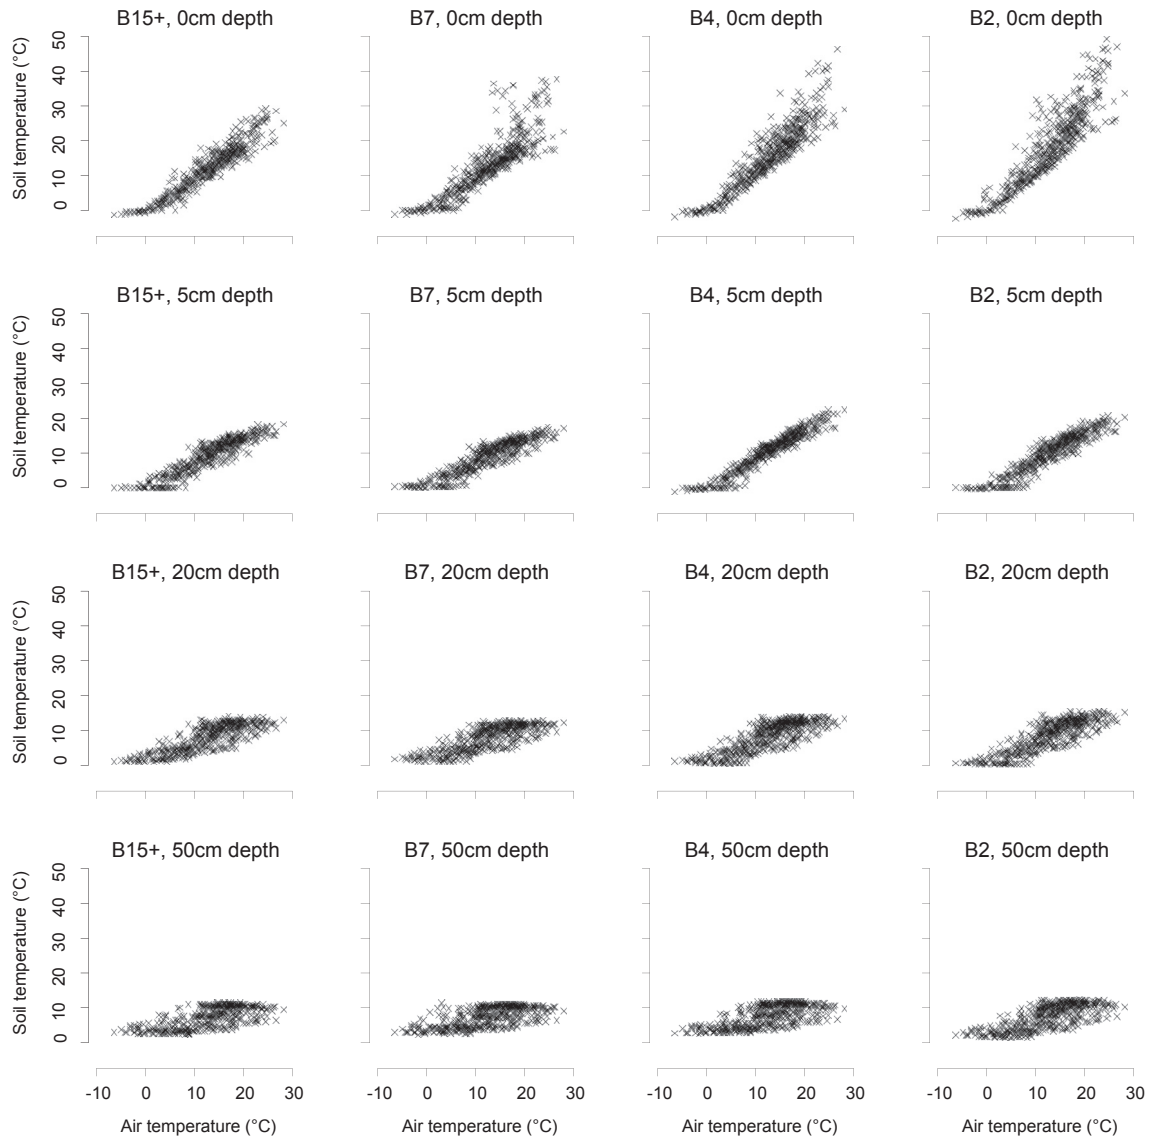 B15+, 0cm depth B7, 0cm depth B4, 0cm depth B2, 0cm depth
Soil temperature (°C)
50
40
30
20
10
0
B15+, 5cm depth B7, 5cm depth B4, 5cm depth B2, 5cm depth
Soil temperature (°C)
50
40
30
20
10
0
B15+, 20cm depth B7, 20cm depth B4, 20cm depth B2, 20cm depth
Soil temperature (°C)
50
40
30
20
10
0
B15+, 50cm depth B7, 50cm depth B4, 50cm depth B2, 50cm depth
Soil temperature (°C)
50
40
30
20
10
0
-10 0 10 20 30 -10 0 10 20 30 -10 0 10 20 30 -10 0 10 20 30
Air temperature (°C) Air temperature (°C) Air temperature (°C) Air temperature (°C)